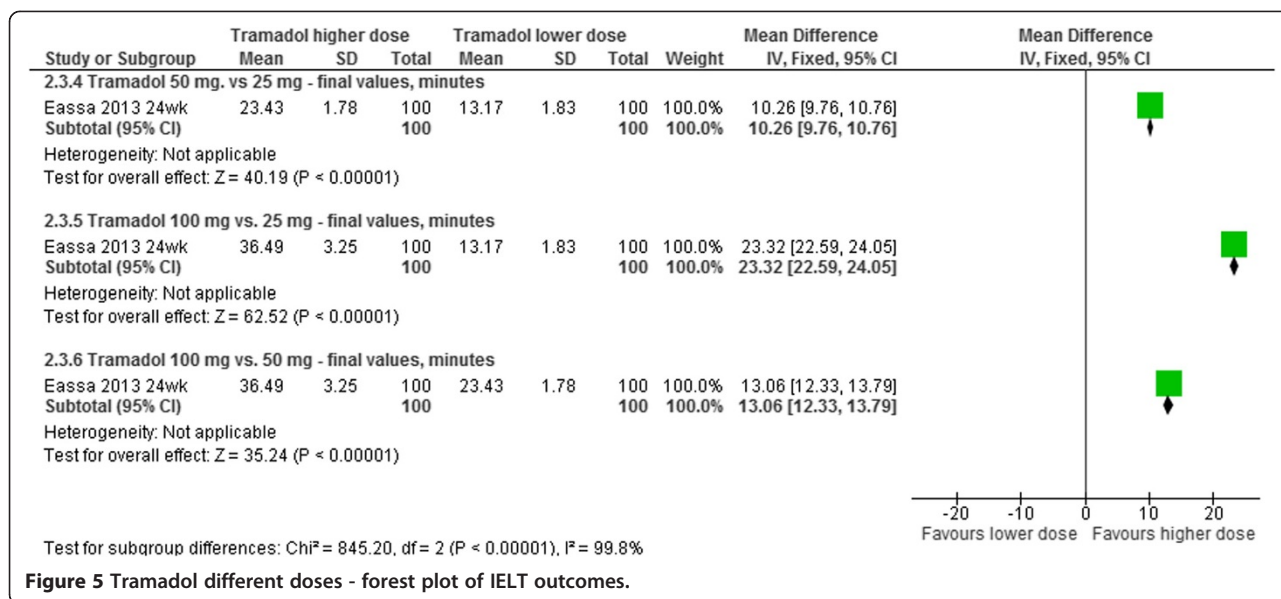 Tramadol higher dose Tramadol lower dose Mean Difference Mean Difference
Study or Subgroup Mean SD Total Mean SD Total Weight IV, Fixed, 95% CI IV, Fixed, 95% CI
2.3.4 Tramadol 50 mg. vs 25 mg - final values, minutes
Eassa 2013 24wk 23.43 1.78 100 13.17 1.83 100 100.0% 10.26 [9.76, 10.76]
Subtotal (95% CI) 100 100 100.0% 10.26 [9.76, 10.76]
Heterogeneity: Not applicable
Test for overall effect: Z = 40.19 (P < 0.00001)
2.3.5 Tramadol 100 mg vs. 25 mg - final values, minutes
Eassa 2013 24wk 36.49 3.25 100 13.17 1.83 100 100.0% 23.32 [22.59, 24.05]
Subtotal (95% CI) 100 100 100.0% 23.32 [22.59, 24.05]
Heterogeneity: Not applicable
Test for overall effect: Z = 62.52 (P < 0.00001)
2.3.6 Tramadol 100 mg vs. 50 mg - final values, minutes
Eassa 2013 24wk 36.49 3.25 100 23.43 1.78 100 100.0% 13.06 [12.33, 13.79]
Subtotal (95% CI) 100 100 100.0% 13.06 [12.33, 13.79]
Heterogeneity: Not applicable
Test for overall effect: Z = 35.24 (P < 0.00001)
-20 -10 0 10 20
Favours lower dose Favours higher dose
Test for subgroup differences: Chi² = 845.20, df = 2 (P < 0.00001), I² = 99.8%
Figure 5 Tramadol different doses - forest plot of IELT outcomes.